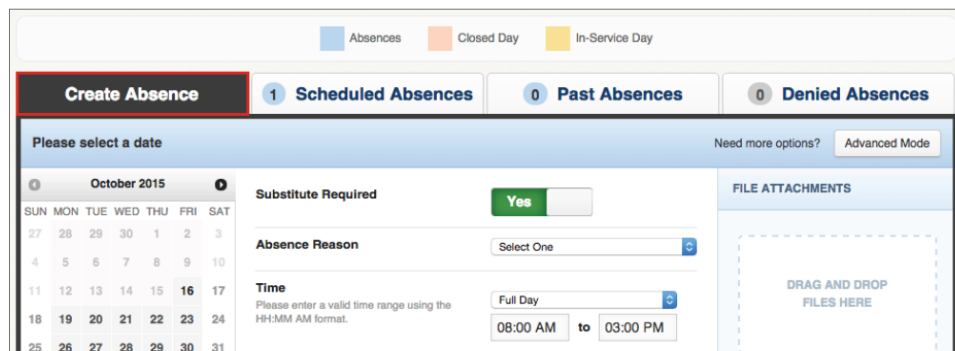 Absences Closed Day In-Service Day
Create Absence 1 Scheduled Absences 0 Past Absences 0 Denied Absences
Please select a date Need more options? Advanced Mode
October 2015
SUN MON TUE WED THU FRI SAT
27 28 29 30 1 2 3
4 5 6 7 8 9 10
11 12 13 14 15 16 17
18 19 20 21 22 23 24
25 26 27 28 29 30 31
Substitute Required Yes
Absence Reason Select One
Time
Please enter a valid time range using the
HH:MM AM format.
Full Day
08:00 AM to 03:00 PM
FILE ATTACHMENTS
DRAG AND DROP
FILES HERE